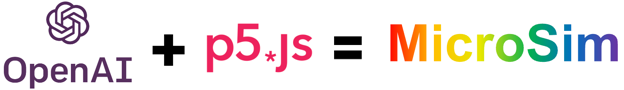 OpenAI + p5*JS = MicroSim